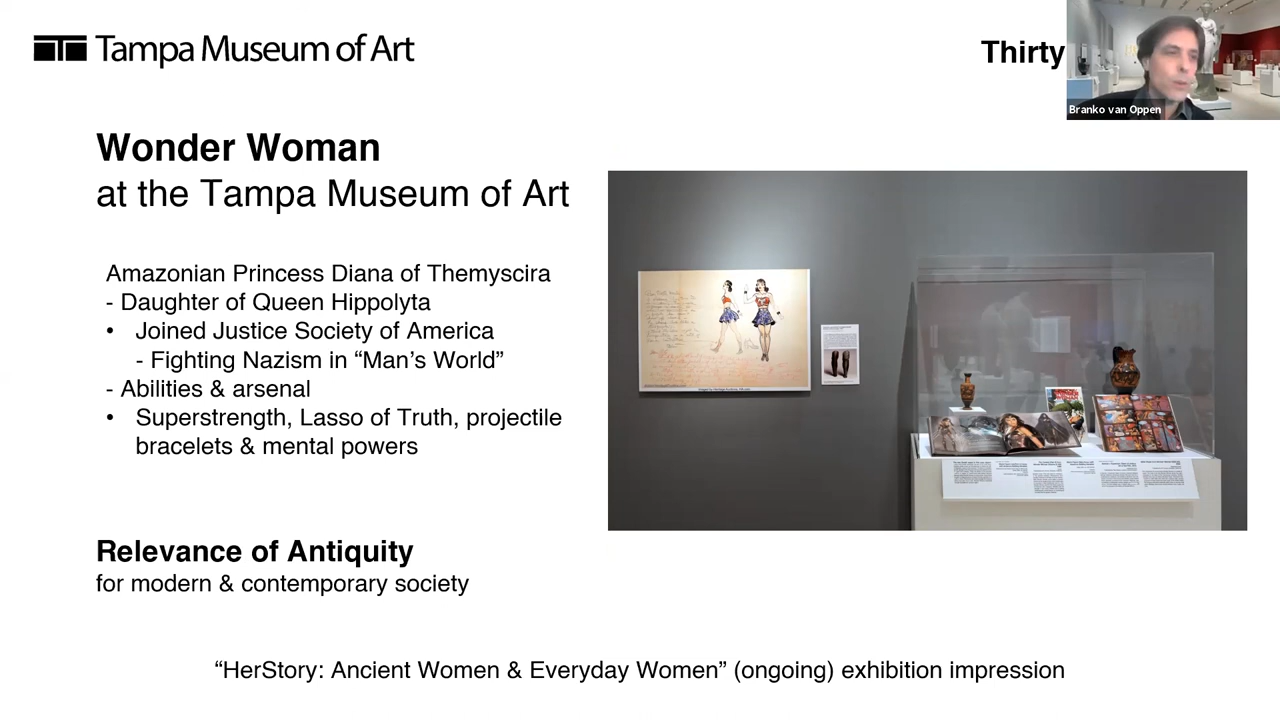 Tampa Museum of Art
Thirty
Branko van Oppen
Wonder Woman
at the Tampa Museum of Art
Amazonian Princess Diana of Themyscira
- Daughter of Queen Hippolyta
• Joined Justice Society of America
- Fighting Nazism in “Man’s World”
- Abilities & arsenal
• Superstrength, Lasso of Truth, projectile
bracelets & mental powers
Relevance of Antiquity
for modern & contemporary society
“HerStory: Ancient Women & Everyday Women” (ongoing) exhibition impression